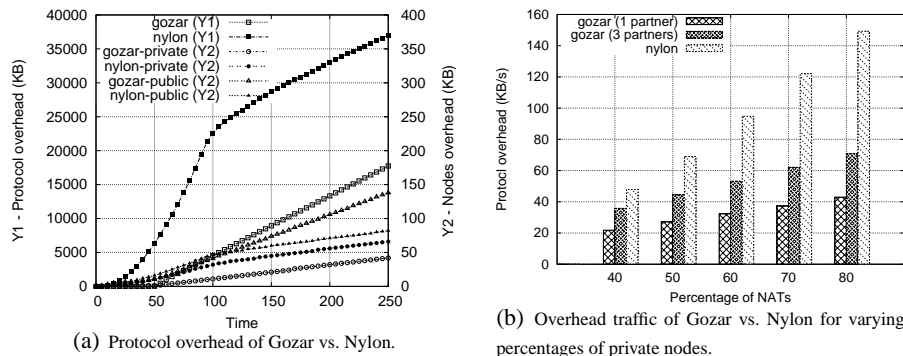 gozar (Y1)
nylon (Y1)
gozar-private (Y2)
nylon-private (Y2)
gozar-public (Y2)
nylon-public (Y2)
Y1 - Protocol overhead (KB)
40000
35000
30000
25000
20000
15000
10000
5000
0
Y2 - Nodes overhead (KB)
400
350
300
250
200
150
100
50
0
0 50 100 150 200 250
Time
(a) Protocol overhead of Gozar vs. Nylon.
gozar (1 partner)
gozar (3 partners)
nylon
Protocl overhead (KB/s)
160
140
120
100
80
60
40
20
0
40 50 60 70 80
Percentage of NATs
(b) Overhead traffic of Gozar vs. Nylon for varying
percentages of private nodes.